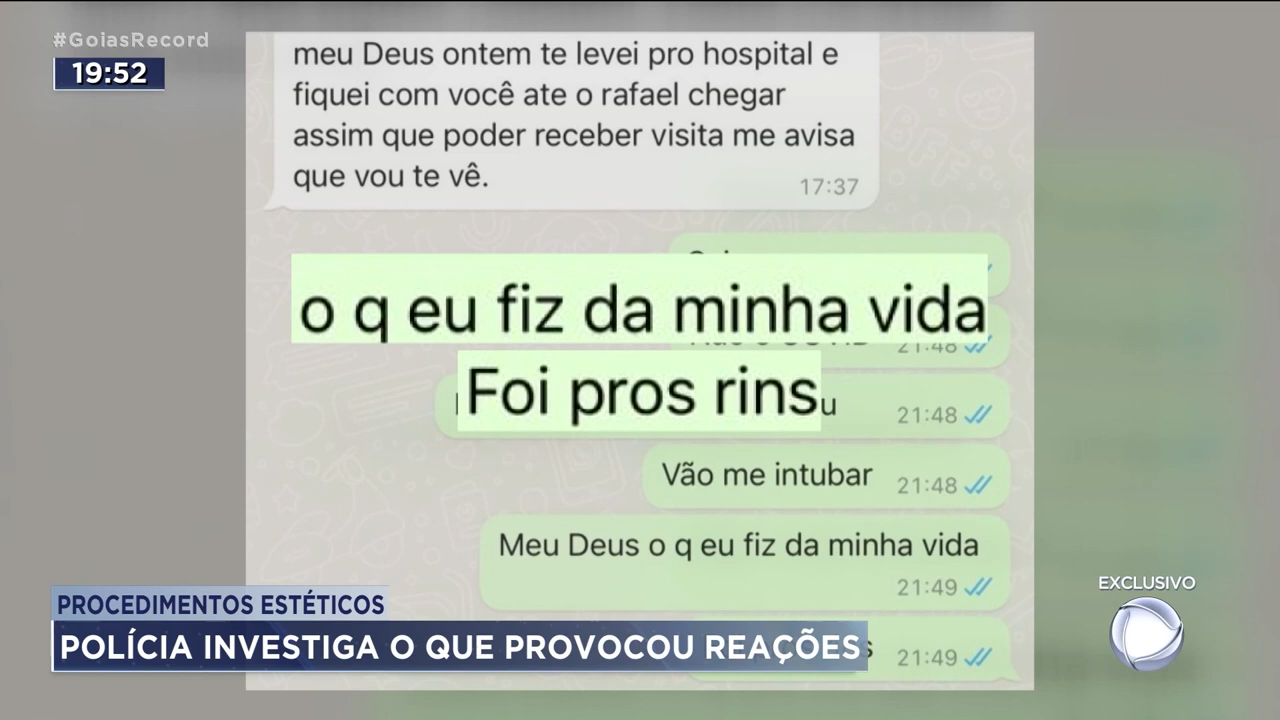 #GoiasRecord
19:52
meu Deus ontem te levei pro hospital e
fiquei com você ate o rafael chegar
assim que poder receber visita me avisa
que vou te vê.
17:37
o q eu fiz da minha vida
21:48
Foi pros rins
21:48
Vão me intubar
21:48
Meu Deus o q eu fiz da minha vida
21:49
21:49
PROCEDIMENTOS ESTÉTICOS
POLÍCIA INVESTIGA O QUE PROVOCOU REAÇÕES
EXCLUSIVO